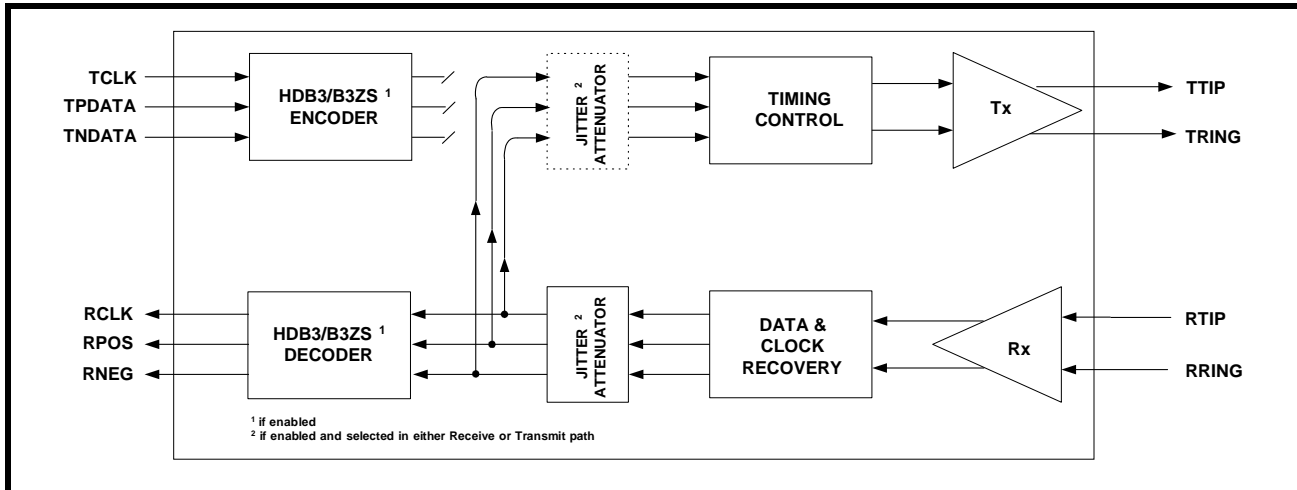 TCLK
TPDATA
TNDATA
HDB3/B3ZS 1
ENCODER
JITTER 2
ATTENUATOR
TIMING
CONTROL
Tx
TTIP
TRING
RCLK
RPOS
RNEG
HDB3/B3ZS 1
DECODER
JITTER 2
ATTENUATOR
DATA &
CLOCK
RECOVERY
Rx
RTIP
RRING
1 if enabled
2 if enabled and selected in either Receive or Transmit path